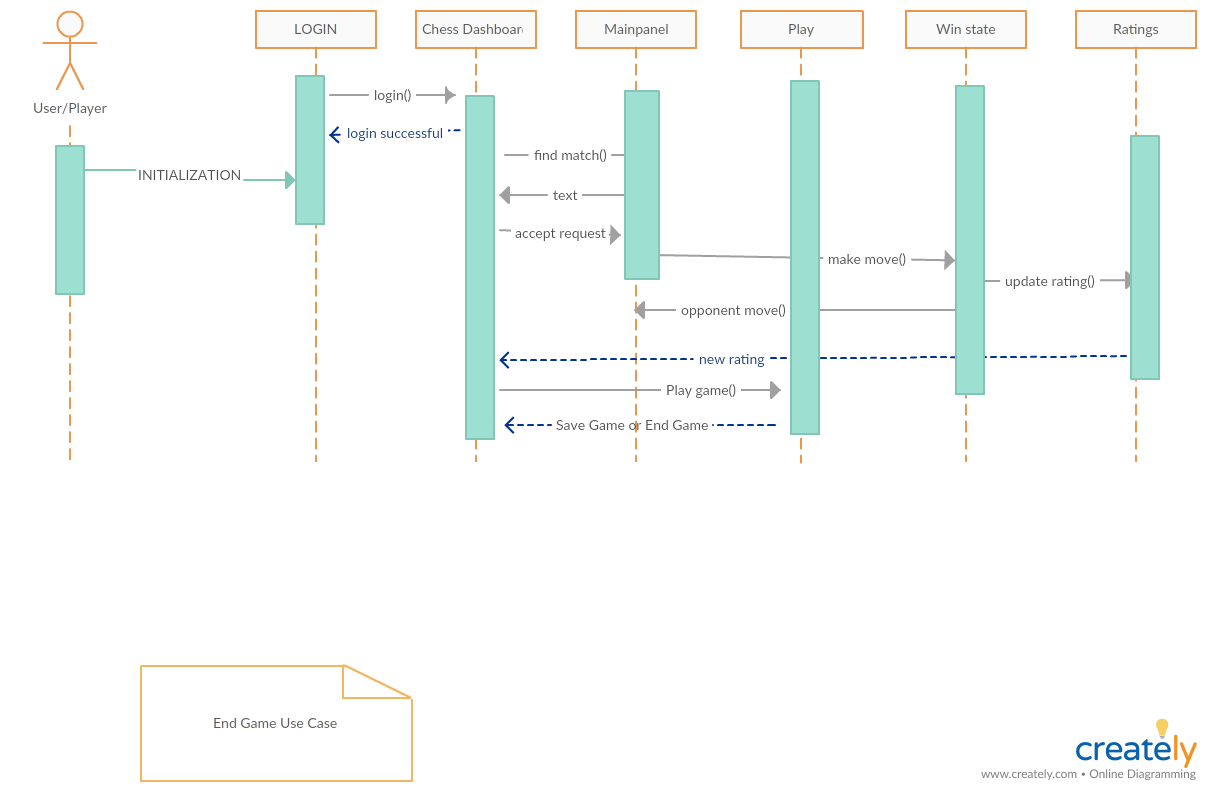 LOGIN
Chess Dashboar
Mainpanel
Play
Win state
Ratings
User/Player
login()
login successful
find match()
INITIALIZATION
text
accept request
make move()
update rating()
opponent move()
new rating
Play game()
Save Game or End Game
End Game Use Case
creately
www.creately.com • Online Diagramming